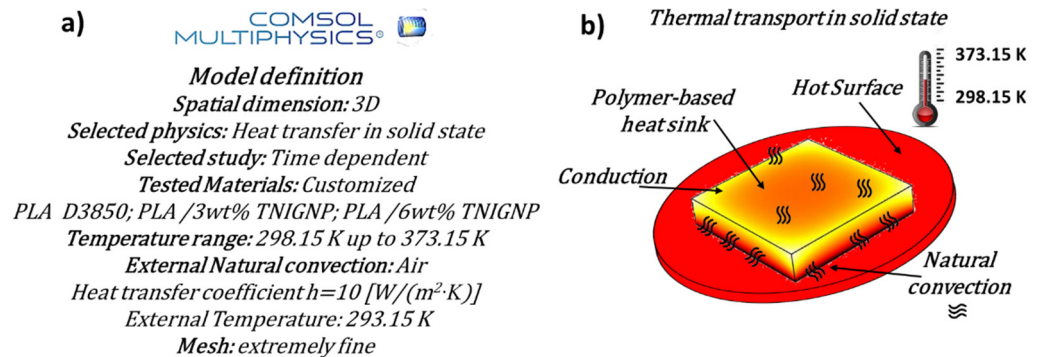 a)
COMSOL
MULTIPHYSICS®
Model definition
Spatial dimension: 3D
Selected physics: Heat transfer in solid state
Selected study: Time dependent
Tested Materials: Customized
PLA D3850; PLA /3wt% TNIGNP; PLA /6wt% TNIGNP
Temperature range: 298.15 K up to 373.15 K
External Natural convection: Air
Heat transfer coefficient h=10 [W/(m²·K)]
External Temperature: 293.15 K
Mesh: extremely fine
b)
Thermal transport in solid state
373.15 K
298.15 K
Hot Surface
Polymer-based
heat sink
Conduction
Natural
convection